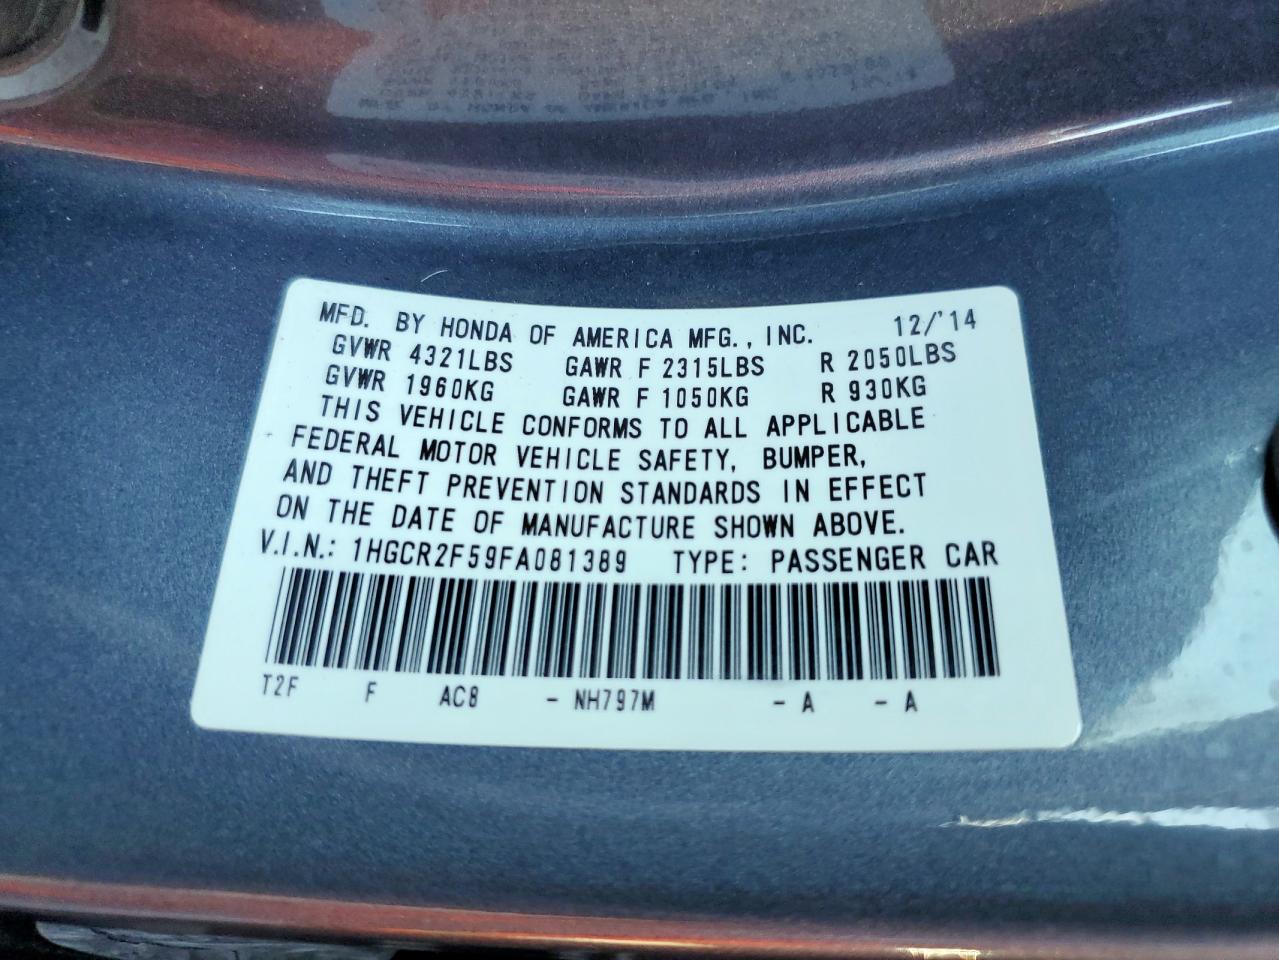 MFD. BY HONDA OF AMERICA MFG., INC. 12/'14
GVWR 4321LBS GAWR F 2315LBS R 2050LBS
GVWR 1960KG GAWR F 1050KG R 930KG
THIS VEHICLE CONFORMS TO ALL APPLICABLE
FEDERAL MOTOR VEHICLE SAFETY, BUMPER,
AND THEFT PREVENTION STANDARDS IN EFFECT
ON THE DATE OF MANUFACTURE SHOWN ABOVE.
V.I.N.: 1HGCR2F59FA081389 TYPE: PASSENGER CAR
T2F F AC8 - NH797M - A - A